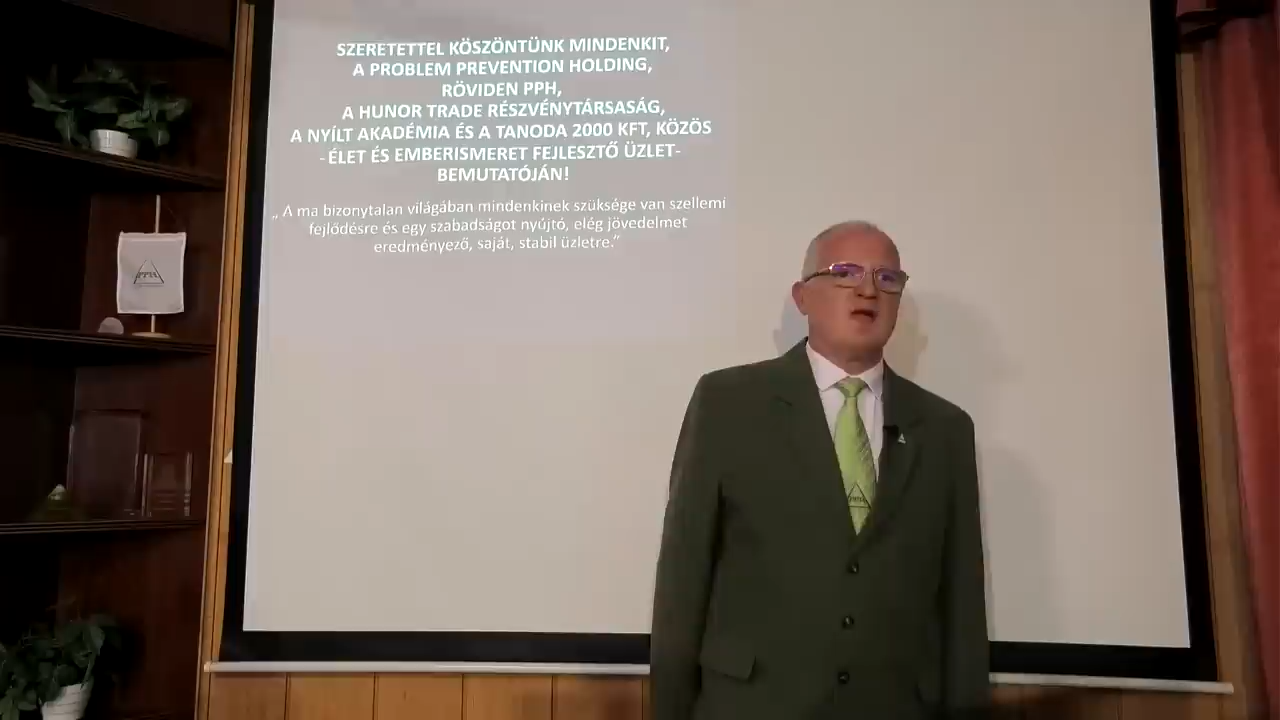 SZERETETTEL KÖSZÖNTÜNK MINDENKIT,
A PROBLEM PREVENTION HOLDING,
RÖVIDEN PPH,
A HUNOR TRADE RÉSZVÉNYTÁRSASÁG,
A NYÍLT AKADÉMIA ÉS A TANODA 2000 KFT, KÖZÖS
-ÉLET ÉS EMBERISMERET FEJLESZTŐ ÜZLET-
BEMUTATÓJÁN!
„ A ma bizonytalan világában mindenkinek szüksége van szellemi
fejlődésre és egy szabadságot nyújtó, elég jövedelmet
eredményező, saját, stabil üzletre."
PPH